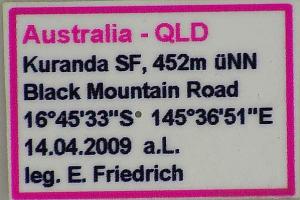 Australia - QLD
Kuranda SF, 452m üNN
Black Mountain Road
16°45'33"S 145°36'51"E
14.04.2009 a.L.
leg. E. Friedrich